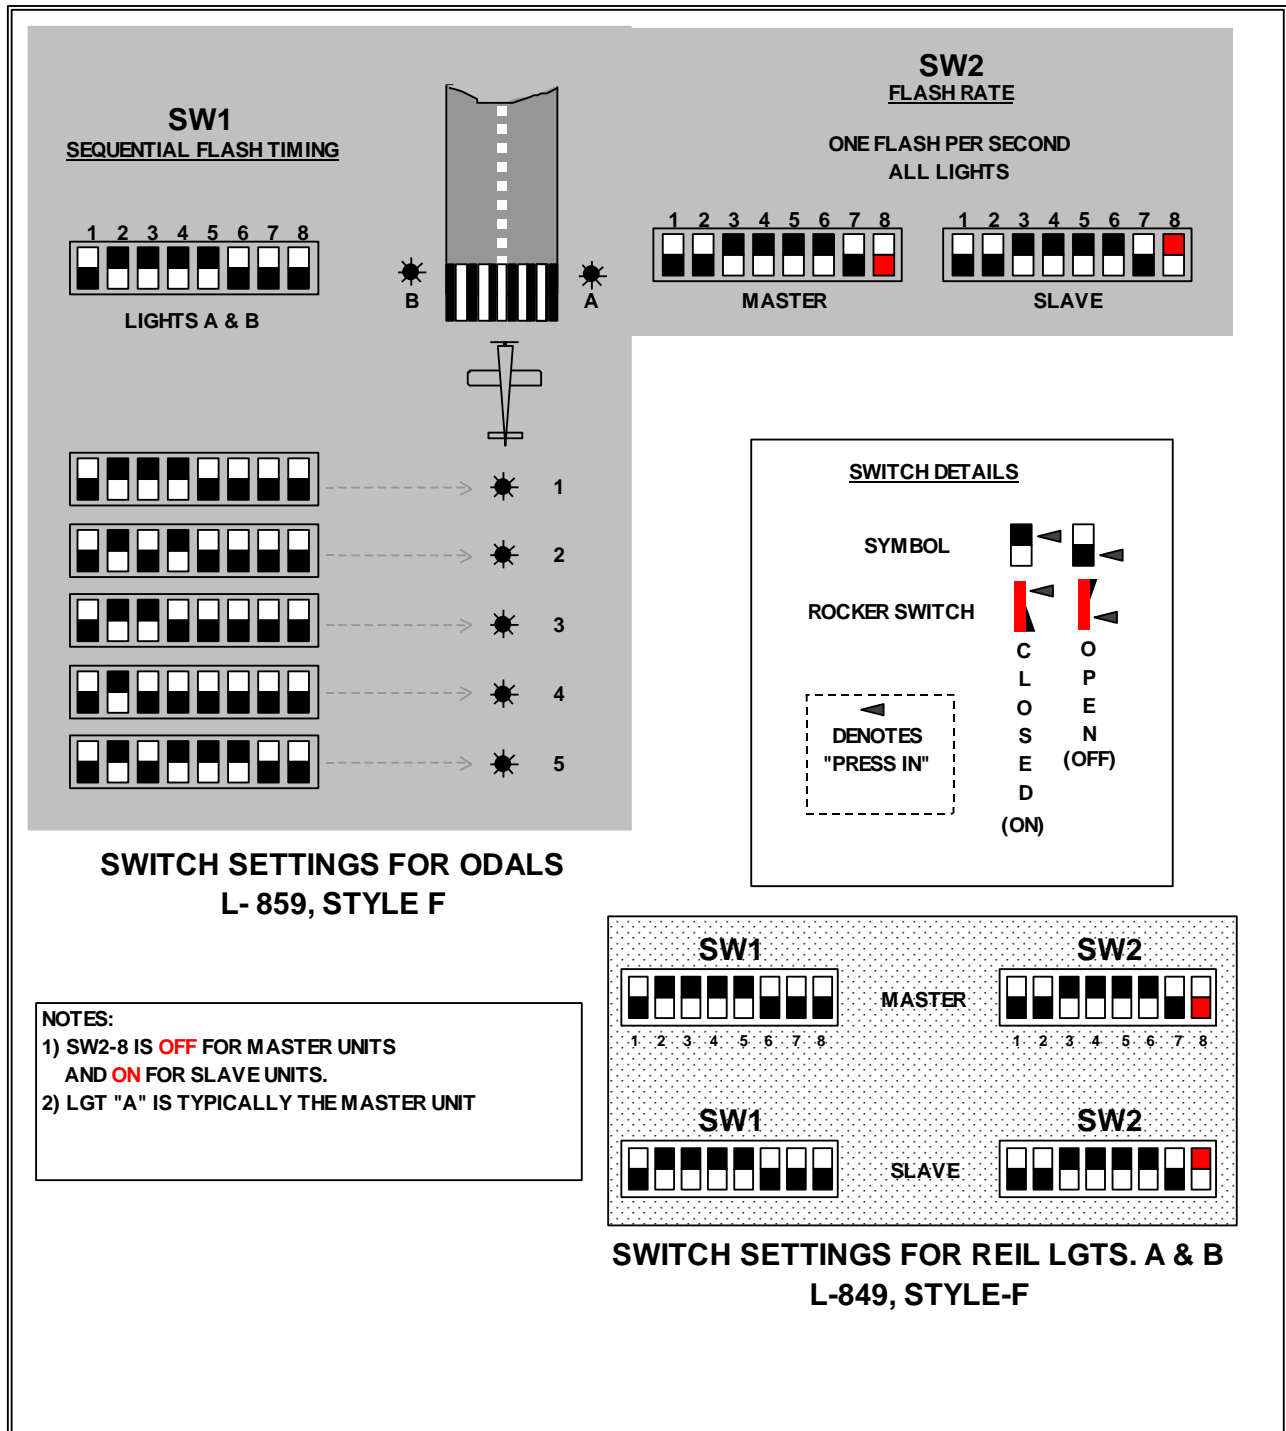 SW1
SEQUENTIAL FLASH TIMING
1 2 3 4 5 6 7 8
LIGHTS A & B
B
A
SW2
FLASH RATE
ONE FLASH PER SECOND
ALL LIGHTS
1 2 3 4 5 6 7 8
MASTER
1 2 3 4 5 6 7 8
SLAVE
1
2
3
4
5
SWITCH SETTINGS FOR ODALS
L- 859, STYLE F
SWITCH DETAILS
SYMBOL
ROCKER SWITCH
CLOSED
(ON)
OPEN
(OFF)
DENOTES
"PRESS IN"
NOTES:
1) SW2-8 IS OFF FOR MASTER UNITS
AND ON FOR SLAVE UNITS.
2) LGT "A" IS TYPICALLY THE MASTER UNIT
SW1
SW2
MASTER
1 2 3 4 5 6 7 8
1 2 3 4 5 6 7 8
SW1
SW2
SLAVE
SWITCH SETTINGS FOR REIL LGTS. A & B
L-849, STYLE-F